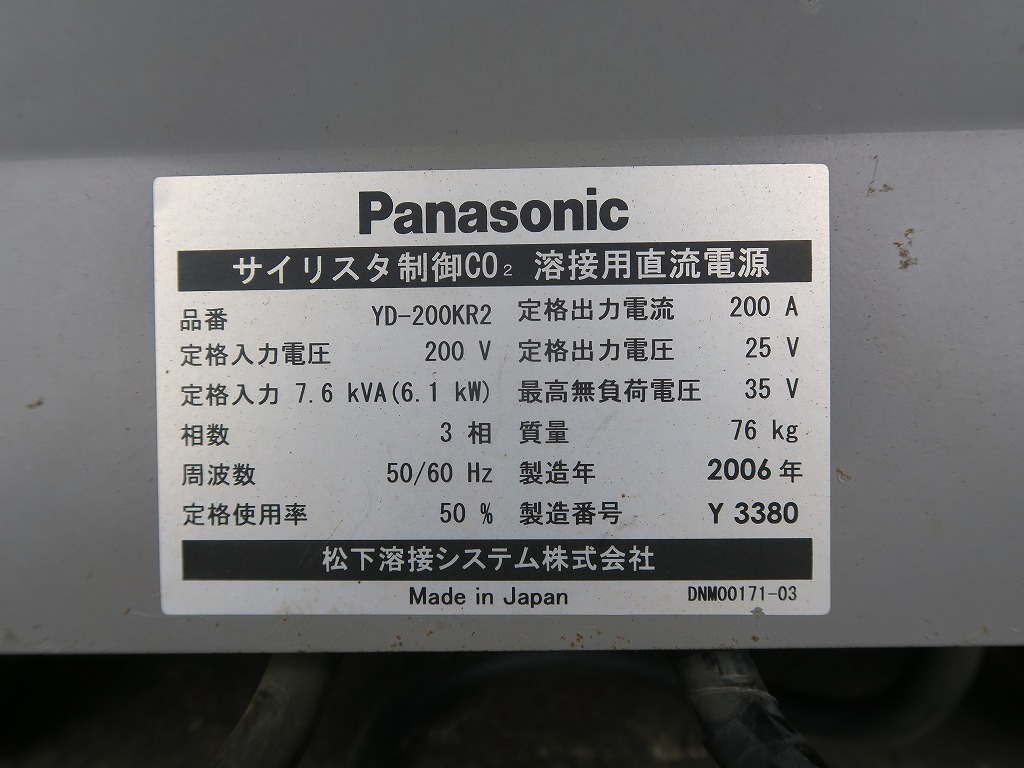 Panasonic
サイリスタ制御CO₂ 溶接用直流電源
品番 YD-200KR2 定格出力電流 200 A
定格入力電圧 200 V 定格出力電圧 25 V
定格入力 7.6 kVA(6.1 kW) 最高無負荷電圧 35 V
相数 3 相 質量 76 kg
周波数 50/60 Hz 製造年 2006 年
定格使用率 50 % 製造番号 Y 3380
松下溶接システム株式会社
Made in Japan DNM00171-03